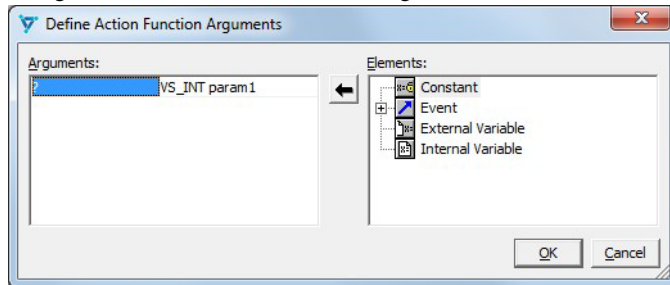 Define Action Function Arguments
Arguments:
Elements:
? VS_INT param1
Constant
Event
External Variable
Internal Variable
OK
Cancel